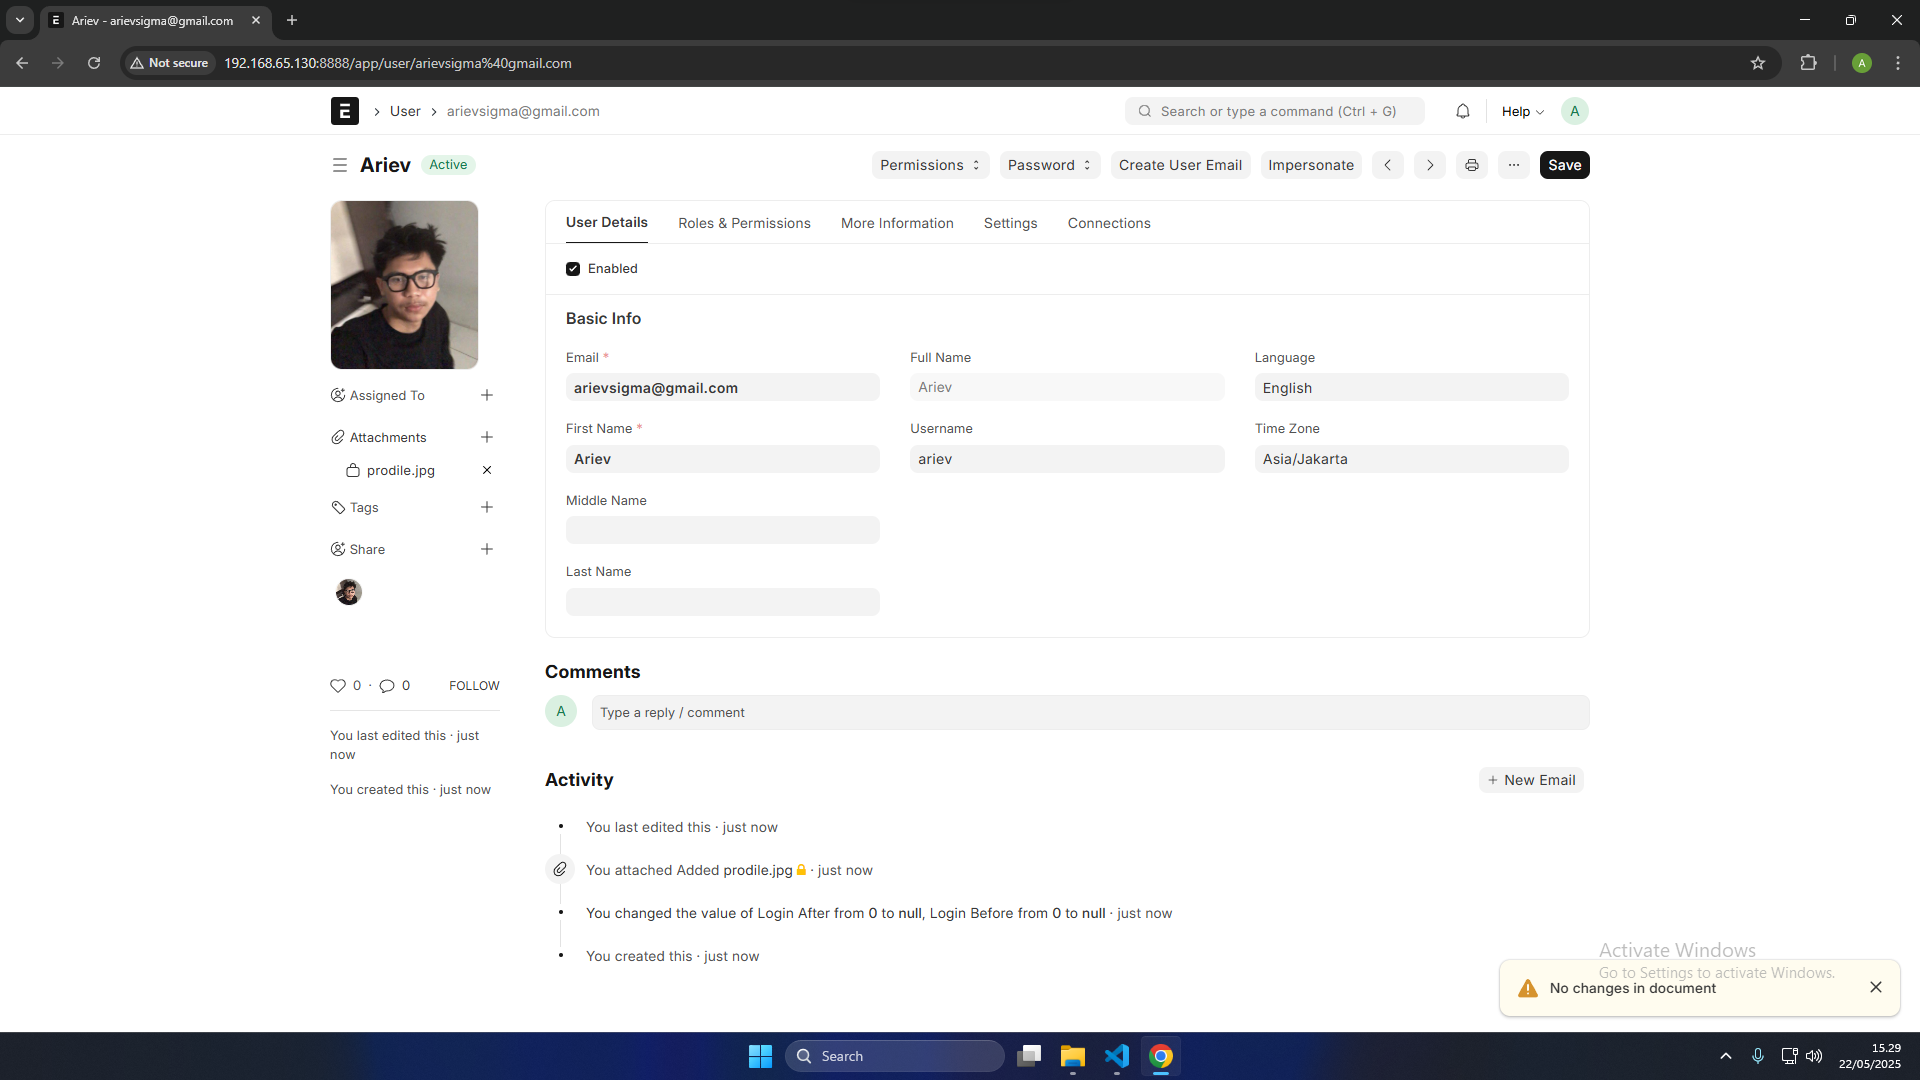 Ariev - arievsigma@gmail.com
Not secure
192.168.65.130:8888/app/user/arievsigma%40gmail.com
A
E
User
arievsigma@gmail.com
Search or type a command (Ctrl + G)
Help
A
Ariev
Active
Permissions
Password
Create User Email
Impersonate
Save
User Details
Roles & Permissions
More Information
Settings
Connections
Enabled
Basic Info
Email *
Full Name
Language
arievsigma@gmail.com
Ariev
English
First Name *
Username
Time Zone
Ariev
ariev
Asia/Jakarta
Middle Name
Last Name
Assigned To
Attachments
prodile.jpg
Tags
Share
0 · 0
FOLLOW
You last edited this · just
now
You created this · just now
Comments
A
Type a reply / comment
Activity
New Email
You last edited this · just now
You attached Added prodile.jpg · just now
You changed the value of Login After from 0 to null, Login Before from 0 to null · just now
You created this · just now
Activate Windows
Go to Settings to activate Windows.
No changes in document
Search
15.29
22/05/2025